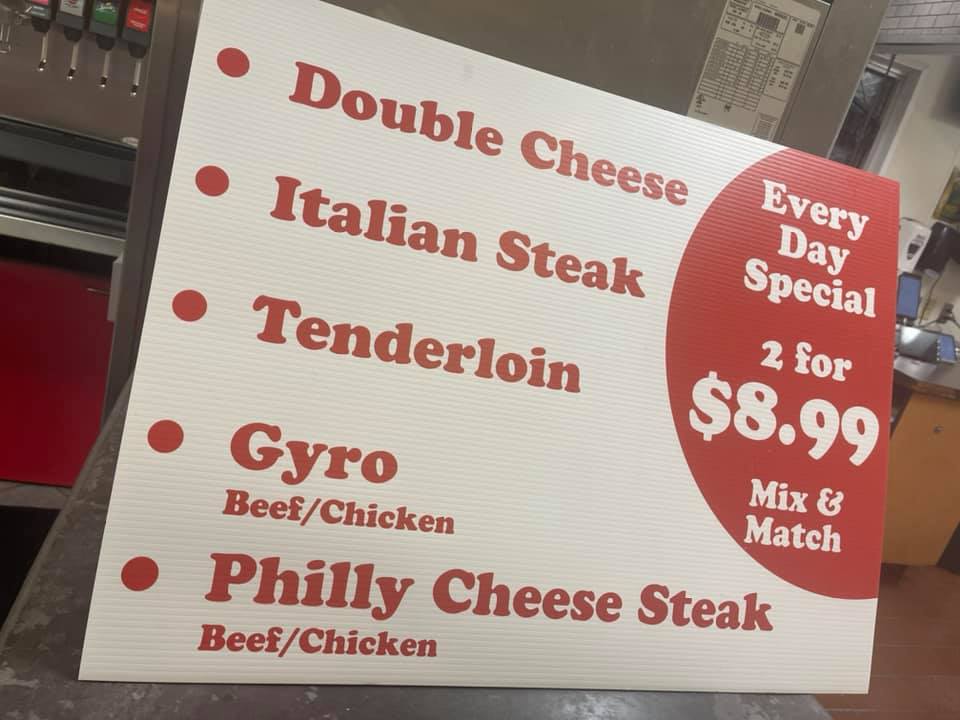 Double Cheese
Italian Steak
Tenderloin
Gyro
Beef/Chicken
Philly Cheese Steak
Beef/Chicken
Every
Day
Special
2 for
$8.99
Mix &
Match